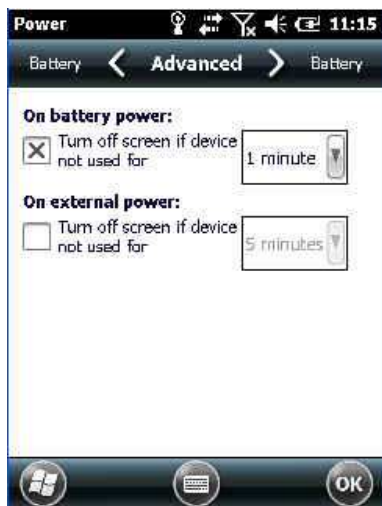 Power 11:15
Battery Advanced Battery
On battery power:
Turn off screen if device
not used for
1 minute
On external power:
Turn off screen if device
not used for
5 minutes
OK